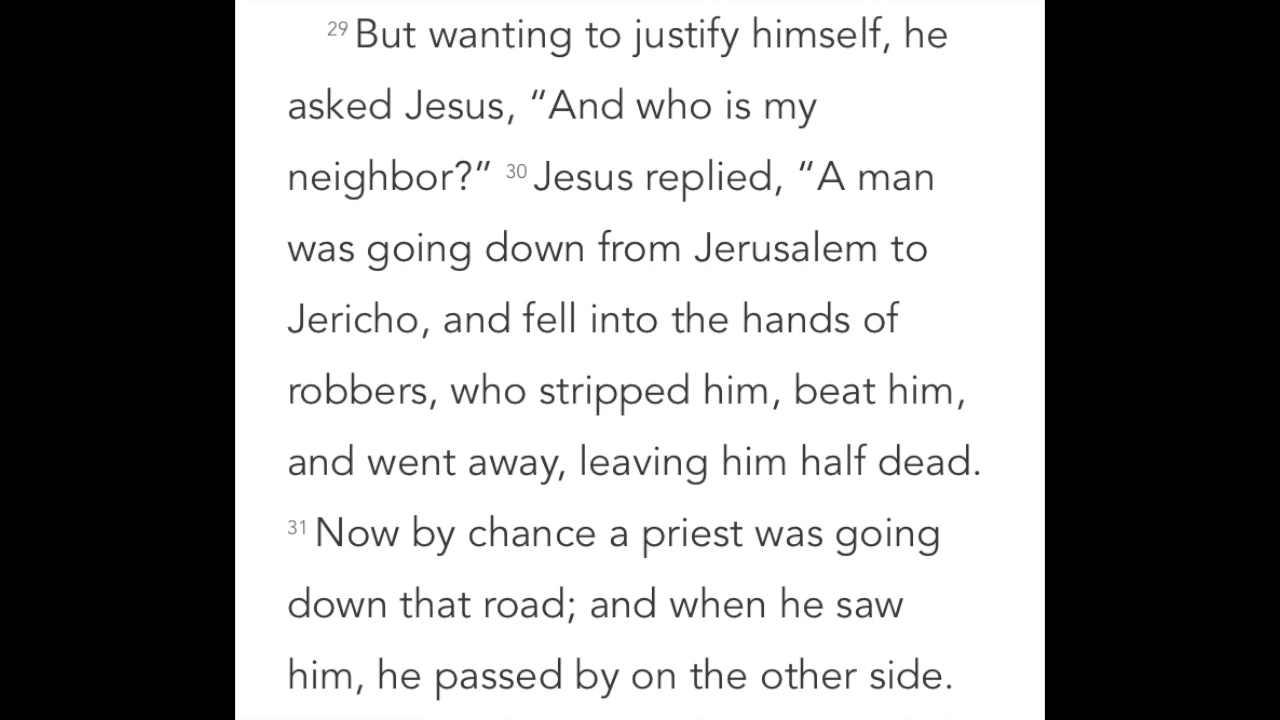 29 But wanting to justify himself, he
asked Jesus, “And who is my
neighbor?” 30 Jesus replied, “A man
was going down from Jerusalem to
Jericho, and fell into the hands of
robbers, who stripped him, beat him,
and went away, leaving him half dead.
31 Now by chance a priest was going
down that road; and when he saw
him, he passed by on the other side.